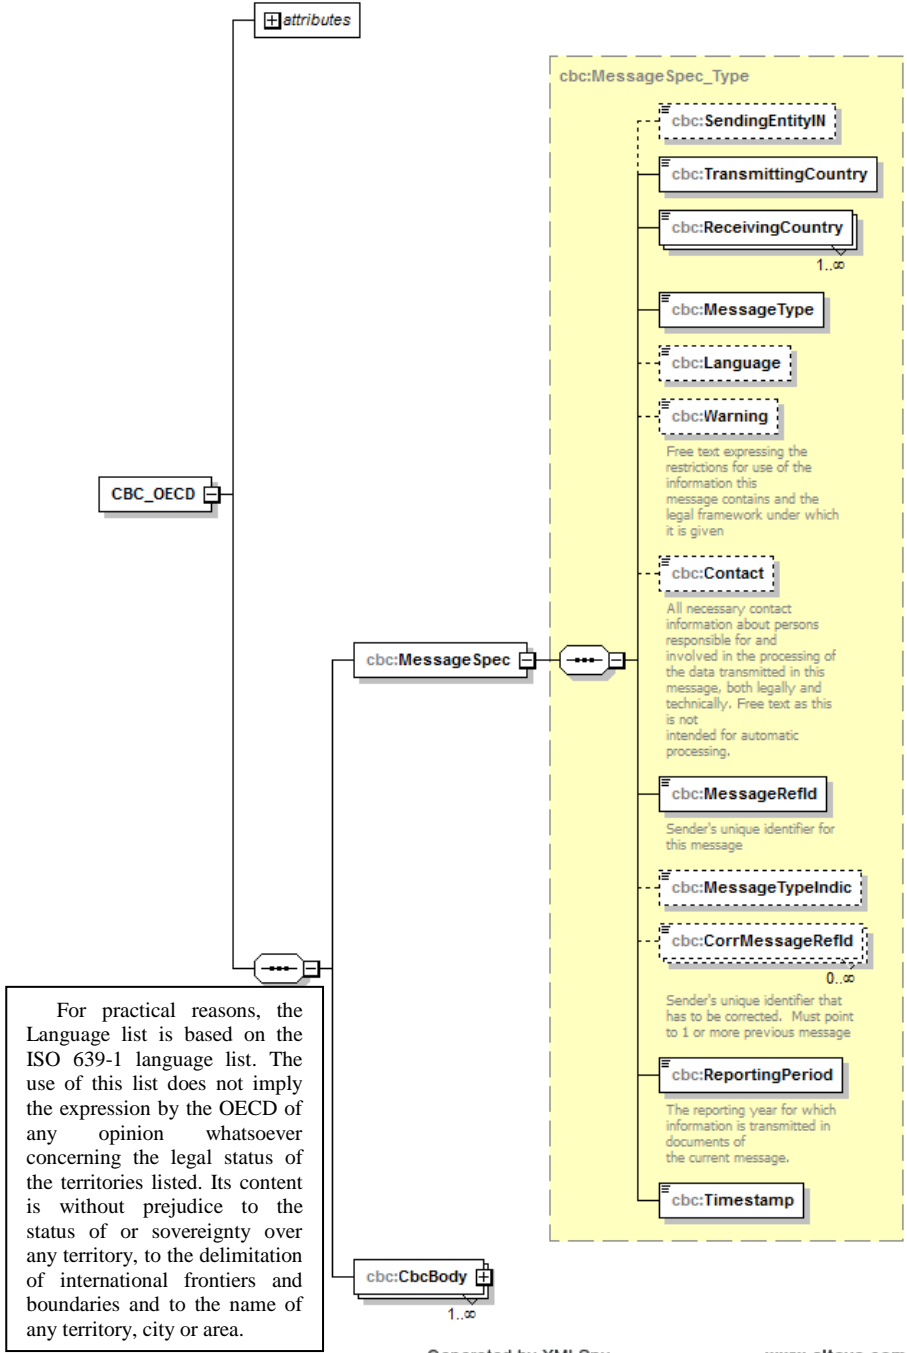 attributes
cbc:MessageSpec_Type
cbc:SendingEntityIN
cbc:TransmittingCountry
cbc:ReceivingCountry
1..∞
cbc:MessageType
cbc:Language
cbc:Warning
Free text expressing the
restrictions for use of the
information this
message contains and the
legal framework under which
it is given
CBC_OECD
cbc:Contact
All necessary contact
information about persons
responsible for and
involved in the processing of
the data transmitted in this
message, both legally and
technically. Free text as this
is not
intended for automatic
processing.
cbc:MessageSpec
cbc:MessageRefId
Sender's unique identifier for
this message
cbc:MessageTypeIndic
cbc:CorrMessageRefId
0..∞
Sender's unique identifier that
has to be corrected. Must point
to 1 or more previous message
cbc:ReportingPeriod
The reporting year for which
information is transmitted in
documents of
the current message.
cbc:Timestamp
For practical reasons, the
Language list is based on the
ISO 639-1 language list. The
use of this list does not imply
the expression by the OECD of
any opinion whatsoever
concerning the legal status of
the territories listed. Its content
is without prejudice to the
status of or sovereignty over
any territory, to the delimitation
of international frontiers and
boundaries and to the name of
any territory, city or area.
cbc:CbcBody
1..∞
Generated by XMLSpy
www.altova.com